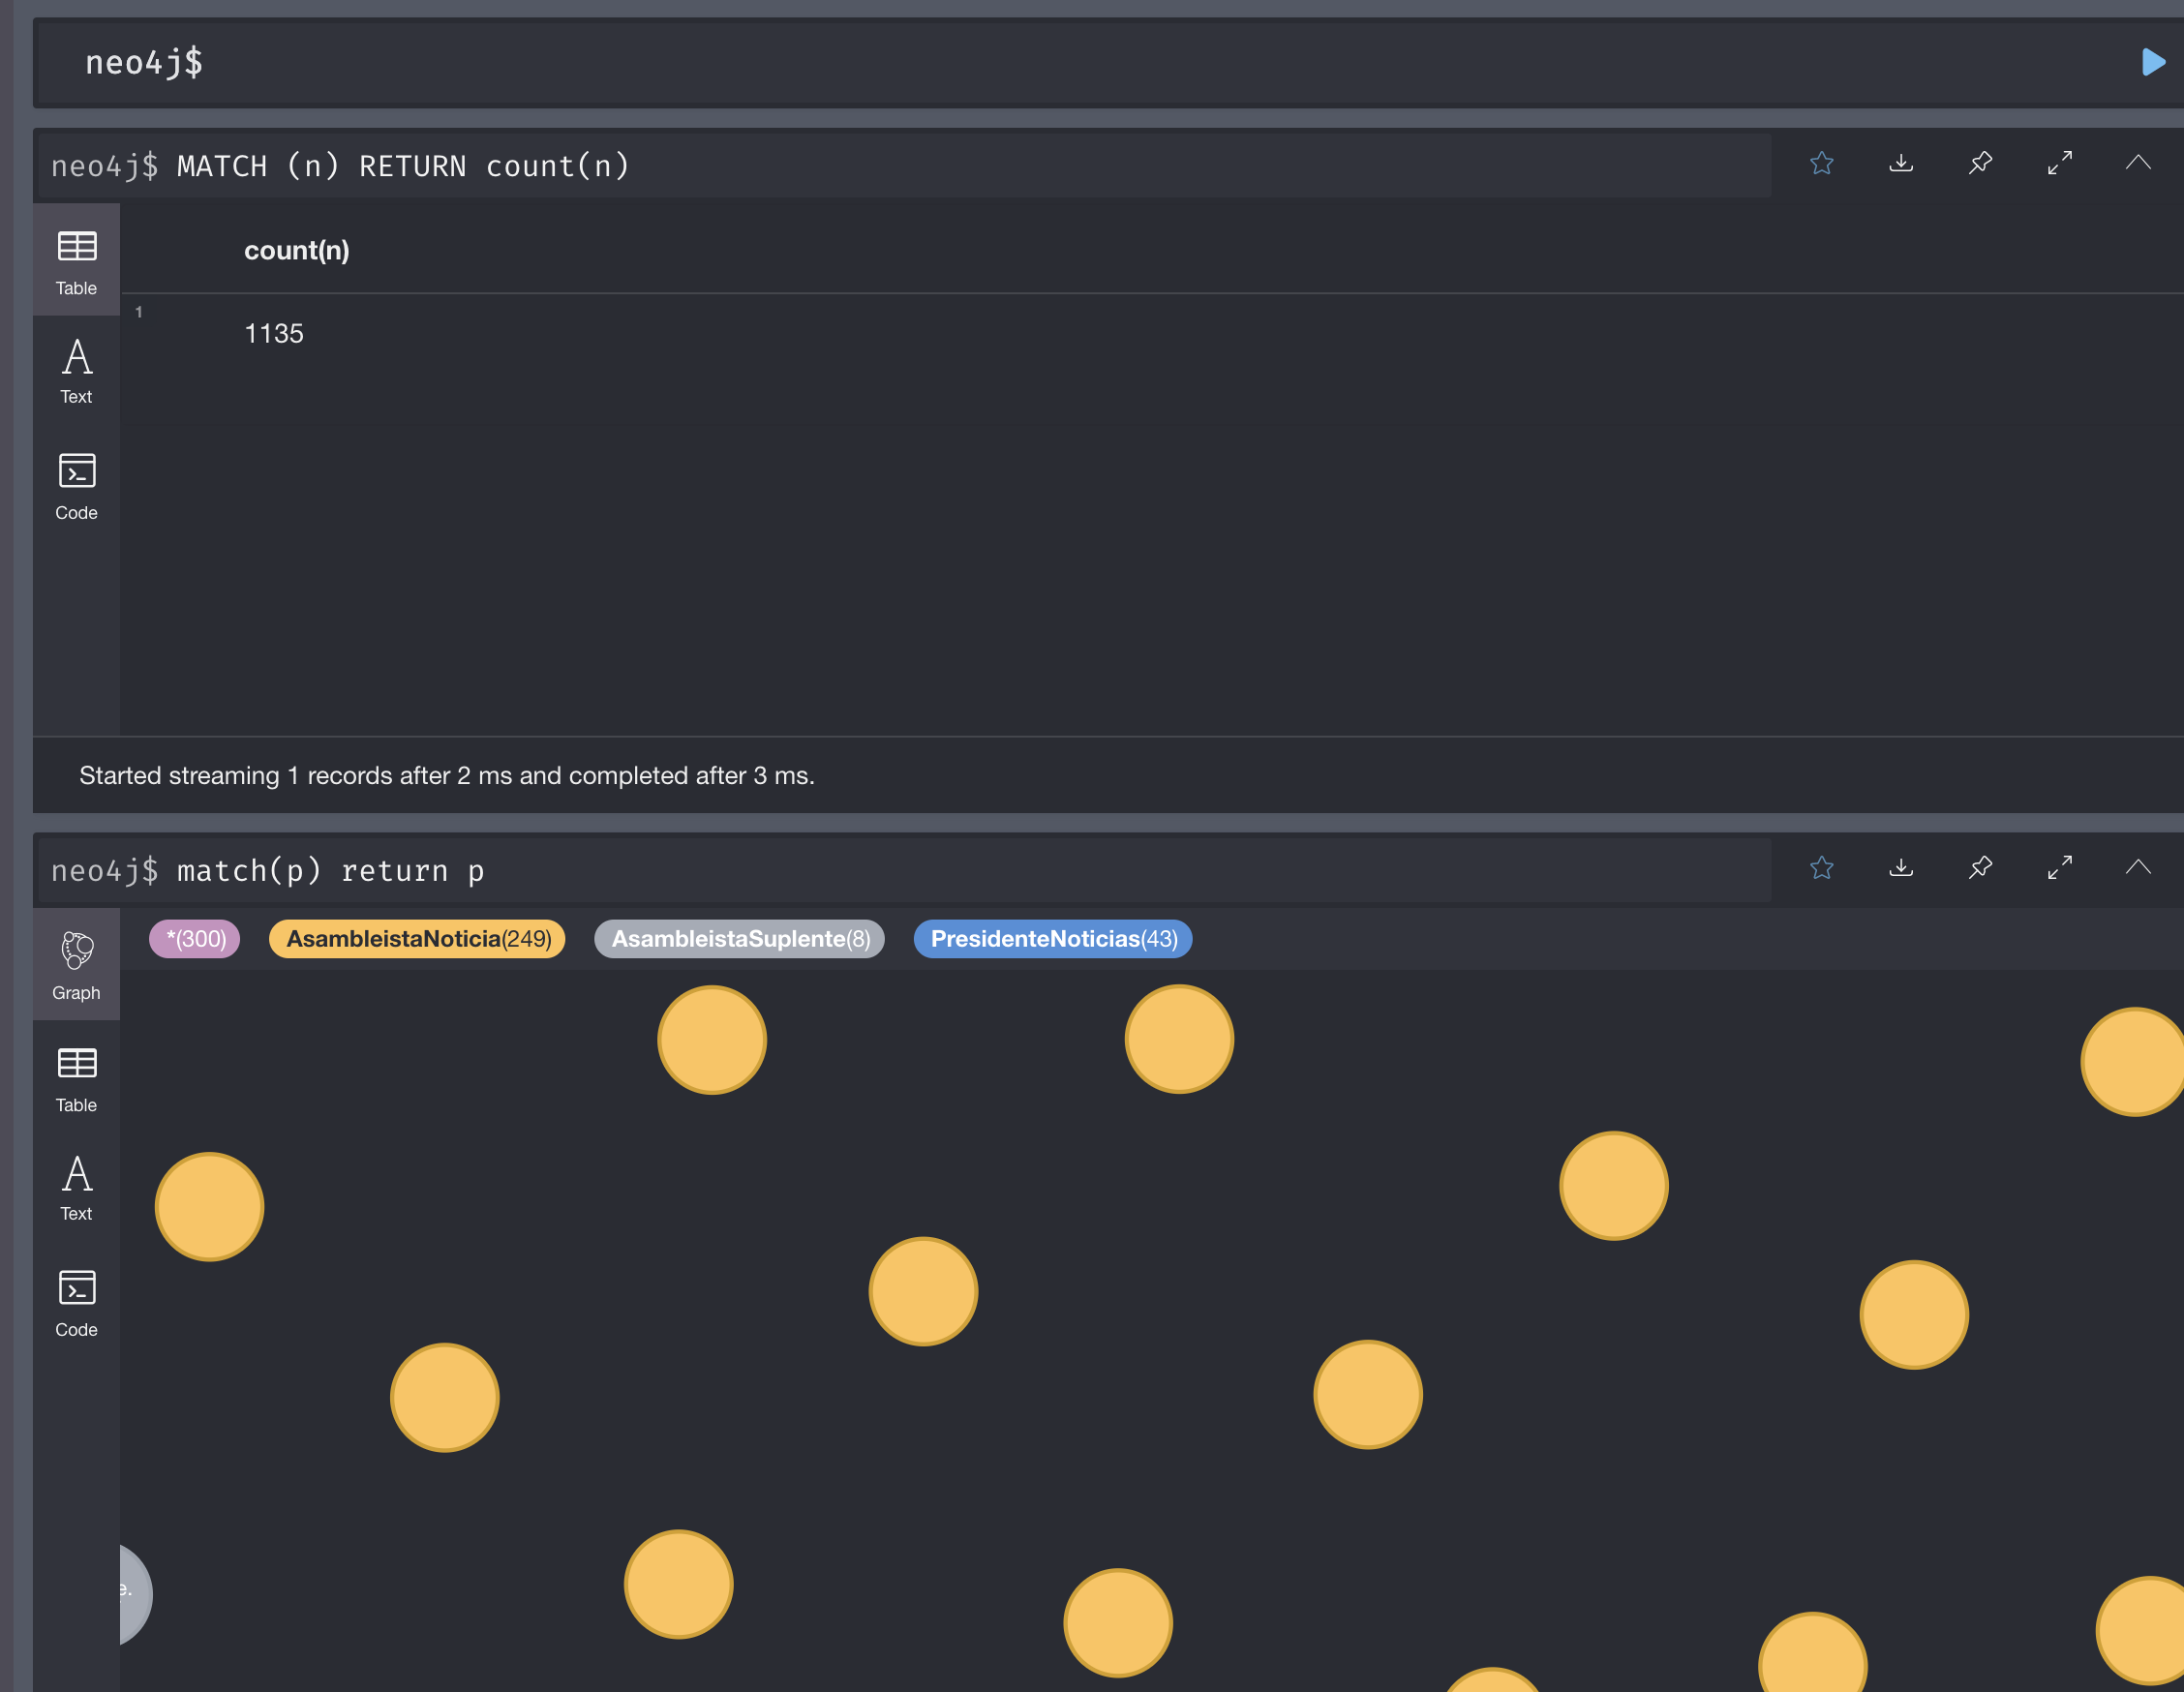 neo4j$
neo4j$ MATCH (n) RETURN count(n)
count(n)
Table
1
1135
Text
Code
Started streaming 1 records after 2 ms and completed after 3 ms.
neo4j$ match(p) return p
*(300) AsambleistaNoticia(249) AsambleistaSuplente(8) PresidenteNoticias(43)
Graph
Table
Text
Code
e.